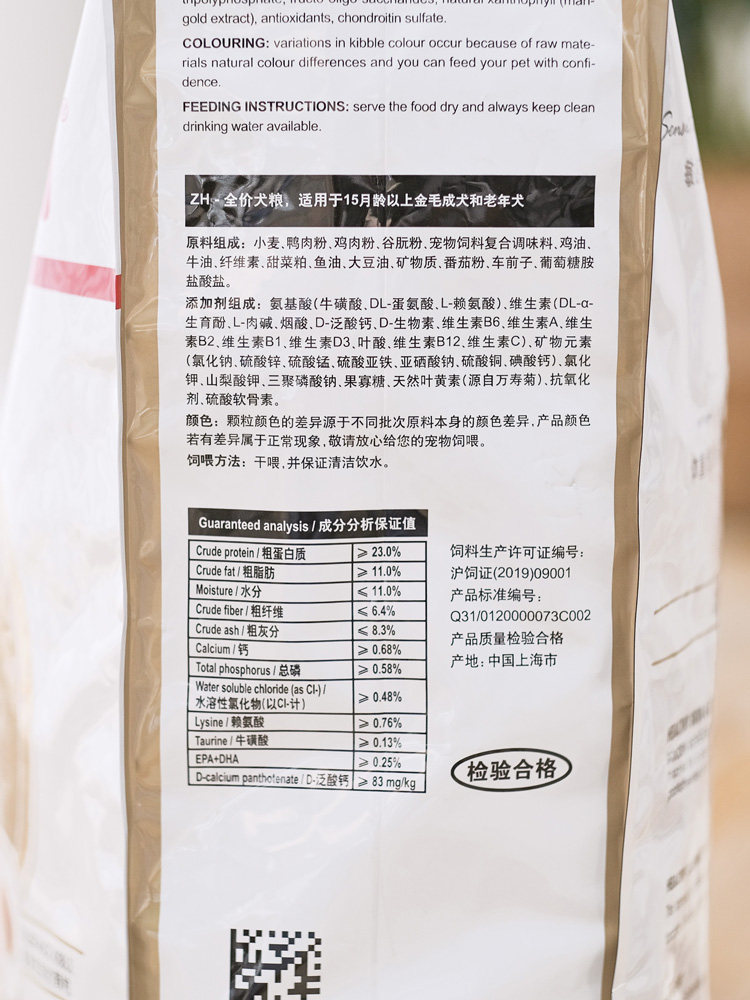 tripolyphosphate, fructo-oligo-saccharides, natural xanthophyll (mari-
gold extract), antioxidants, chondroitin sulfate.
COLOURING: variations in kibble colour occur because of raw mate-
rials natural colour differences and you can feed your pet with confi-
dence.
FEEDING INSTRUCTIONS: serve the food dry and always keep clean
drinking water available.
ZH - 全价犬粮，适用于15月龄以上金毛成犬和老年犬
原料组成：小麦、鸭肉粉、鸡肉粉、谷朊粉、宠物饲料复合调味料、鸡油、
牛油、纤维素、甜菜粕、鱼油、大豆油、矿物质、番茄粉、车前子、葡萄糖胺
盐酸盐。
添加剂组成：氨基酸(牛磺酸、DL-蛋氨酸、L-赖氨酸)、维生素(DL-α-
生育酚、L-肉碱、烟酸、D-泛酸钙、D-生物素、维生素B6、维生素A、维生
素B2、维生素B1、维生素D3、叶酸、维生素B12、维生素C)、矿物元素
(氯化钠、硫酸锌、硫酸锰、硫酸亚铁、亚硒酸钠、硫酸铜、碘酸钙)、氯化
钾、山梨酸钾、三聚磷酸钠、果寡糖、天然叶黄素(源自万寿菊)、抗氧化
剂、硫酸软骨素。
颜色：颗粒颜色的差异源于不同批次原料本身的颜色差异，产品颜色
若有差异属于正常现象，敬请放心给您的宠物饲喂。
饲喂方法：干喂，并保证清洁饮水。
Guaranteed analysis / 成分分析保证值
Crude protein / 粗蛋白质 ⩾ 23.0%
Crude fat / 粗脂肪 ⩾ 11.0%
Moisture / 水分 ⩽ 11.0%
Crude fiber / 粗纤维 ⩽ 6.4%
Crude ash / 粗灰分 ⩽ 8.3%
Calcium / 钙 ⩾ 0.68%
Total phosphorus / 总磷 ⩾ 0.58%
Water soluble chloride (as Cl-) /
水溶性氯化物(以Cl-计) ⩾ 0.48%
Lysine / 赖氨酸 ⩾ 0.76%
Taurine / 牛磺酸 ⩾ 0.13%
EPA+DHA ⩾ 0.25%
D-calcium panthotenate / D-泛酸钙 ⩾ 83 mg/kg
饲料生产许可证编号：
沪饲证(2019)09001
产品标准编号：
Q31/0120000073C002
产品质量检验合格
产地：中国上海市
检验合格